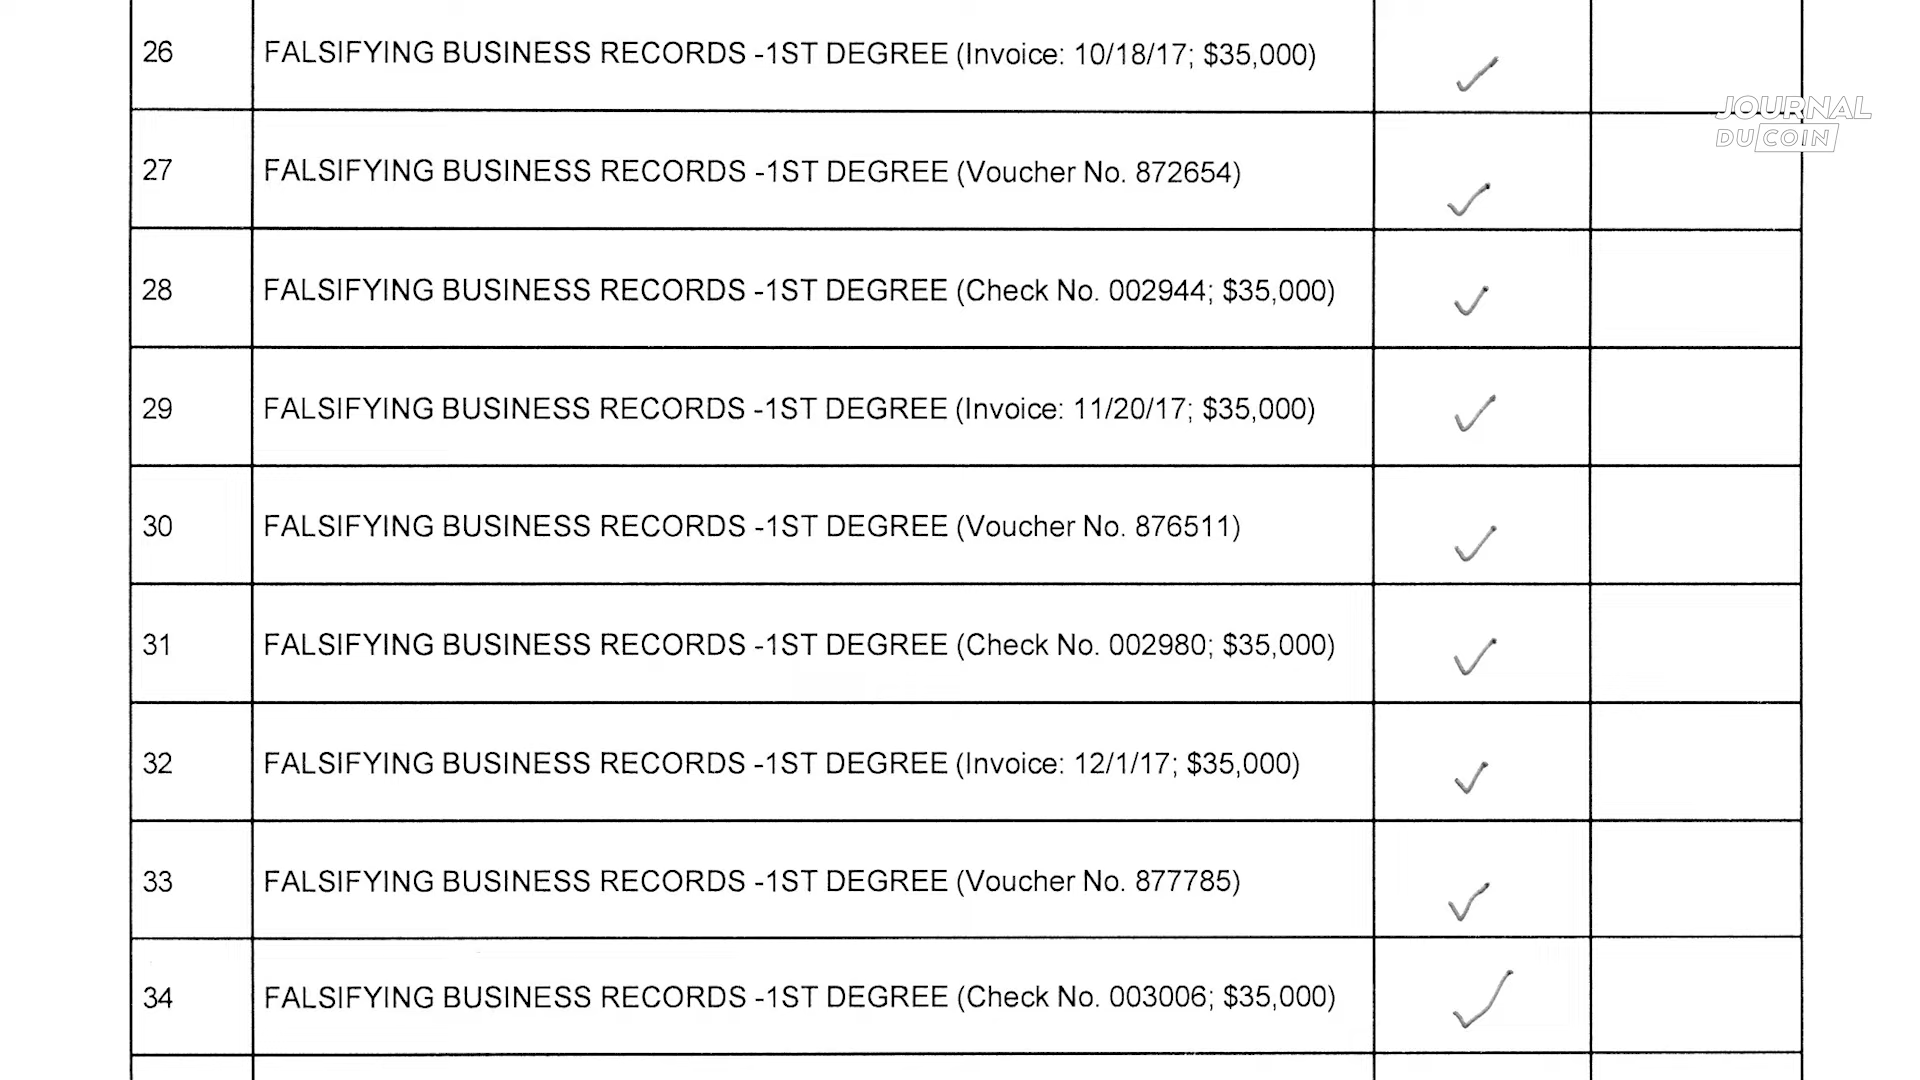 26 FALSIFYING BUSINESS RECORDS -1ST DEGREE (Invoice: 10/18/17; $35,000)
JOURNAL
DU COIN
27 FALSIFYING BUSINESS RECORDS -1ST DEGREE (Voucher No. 872654)
28 FALSIFYING BUSINESS RECORDS -1ST DEGREE (Check No. 002944; $35,000)
29 FALSIFYING BUSINESS RECORDS -1ST DEGREE (Invoice: 11/20/17; $35,000)
30 FALSIFYING BUSINESS RECORDS -1ST DEGREE (Voucher No. 876511)
31 FALSIFYING BUSINESS RECORDS -1ST DEGREE (Check No. 002980; $35,000)
32 FALSIFYING BUSINESS RECORDS -1ST DEGREE (Invoice: 12/1/17; $35,000)
33 FALSIFYING BUSINESS RECORDS -1ST DEGREE (Voucher No. 877785)
34 FALSIFYING BUSINESS RECORDS -1ST DEGREE (Check No. 003006; $35,000)